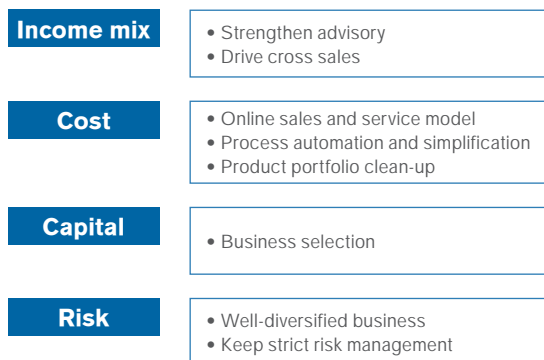 Income mix
• Strengthen advisory
• Drive cross sales
Cost
• Online sales and service model
• Process automation and simplification
• Product portfolio clean-up
Capital
• Business selection
Risk
• Well-diversified business
• Keep strict risk management